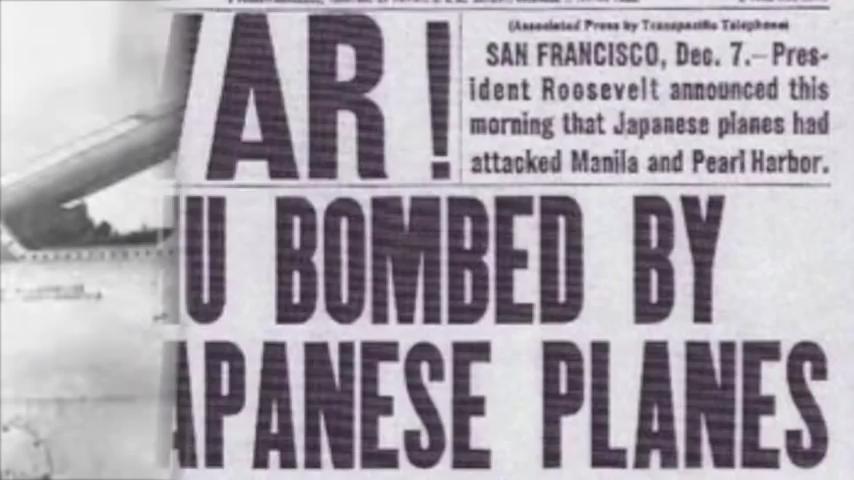 AR!
(Associated Press by Transpacific Telephone)
SAN FRANCISCO, Dec. 7.— Pres-
ident Roosevelt announced this
morning that Japanese planes had
attacked Manila and Pearl Harbor.
U BOMBED BY
APANESE PLANES